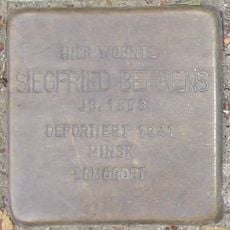 HIER WOHNTE
SIEGFRIED BEHRENS
JG.
DEPORTIERT 1941
MINSK
ERMORDET